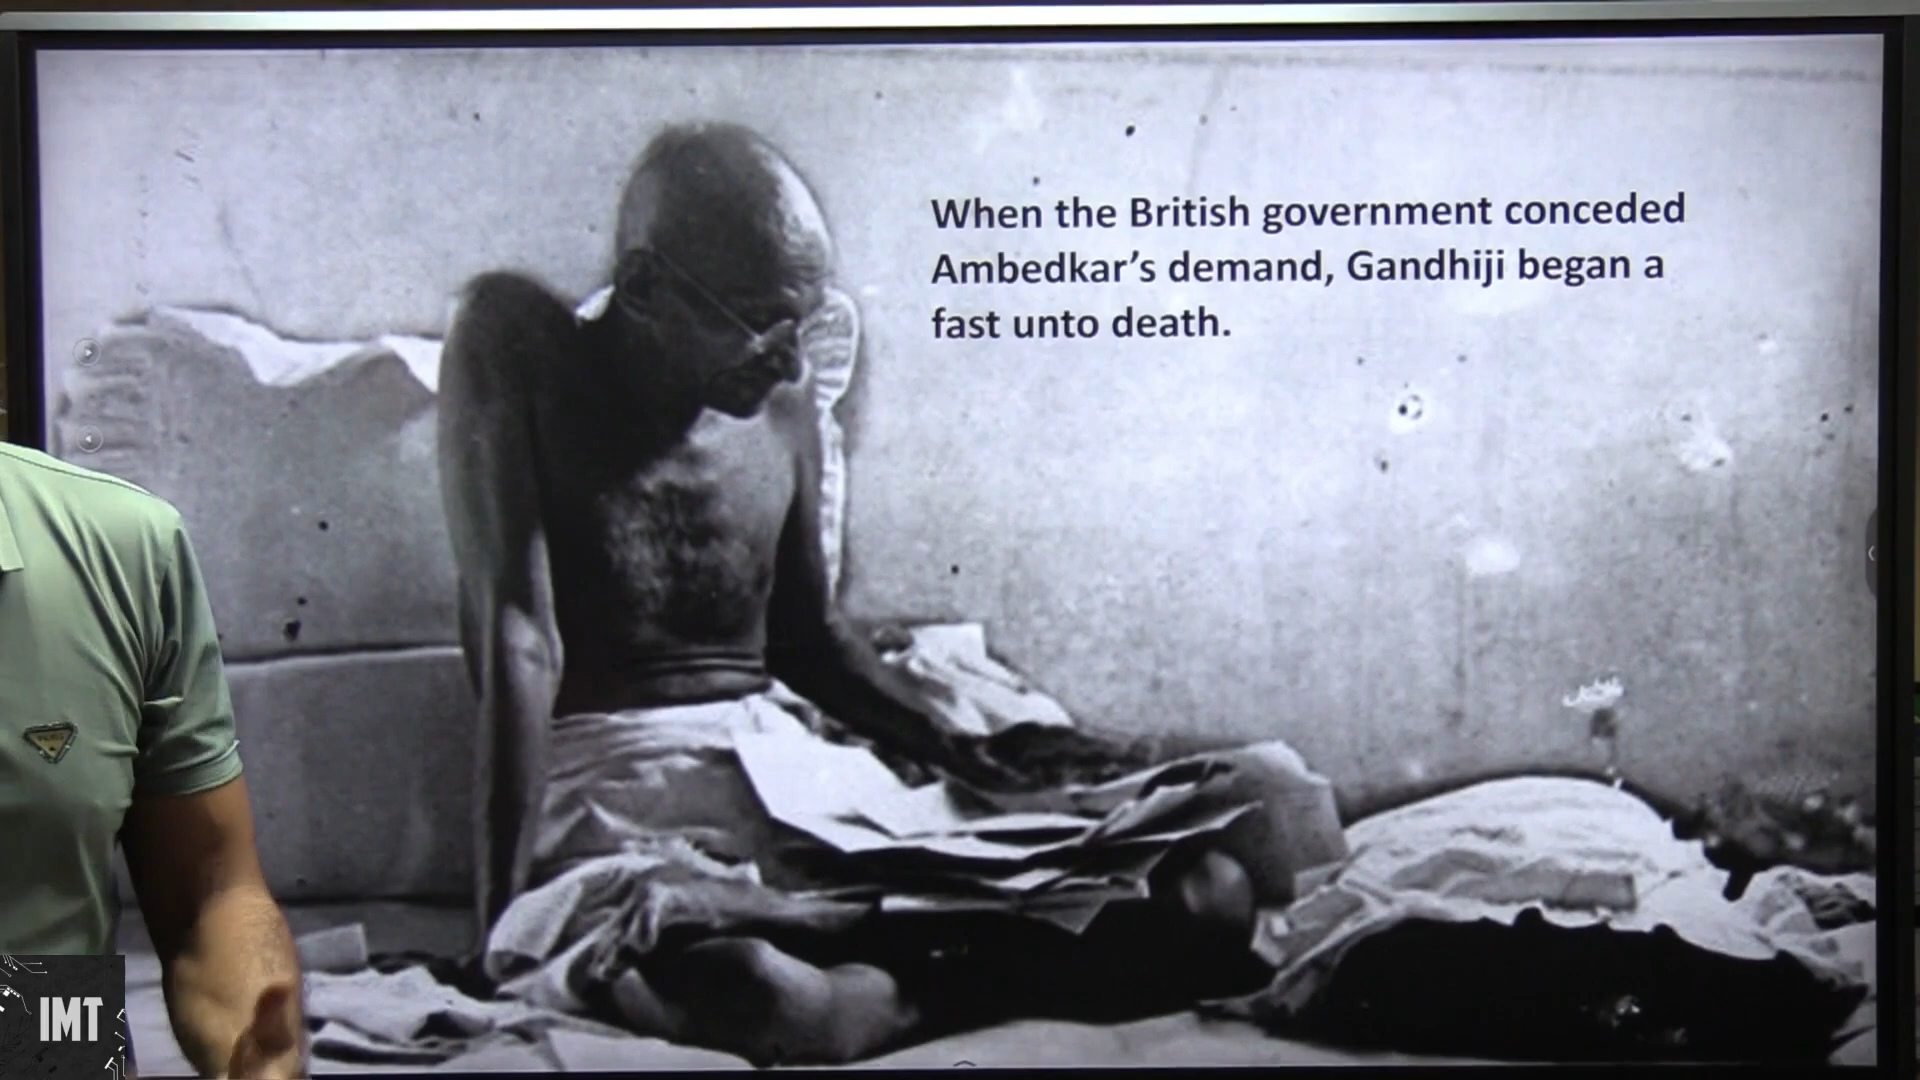 When the British government conceded
Ambedkar's demand, Gandhiji began a
fast unto death.
IMT